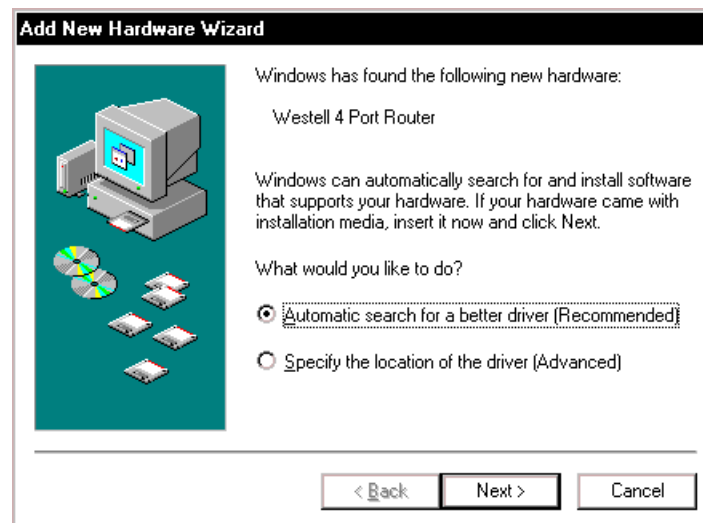 Add New Hardware Wizard
Windows has found the following new hardware:
Westell 4 Port Router
Windows can automatically search for and install software
that supports your hardware. If your hardware came with
installation media, insert it now and click Next.
What would you like to do?
Automatic search for a better driver (Recommended)
Specify the location of the driver (Advanced)
< Back
Next >
Cancel